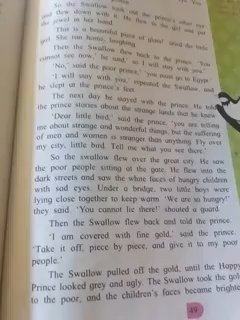 So the Swallow took out the prince's other eye
and flew down with it. He flew to the girl and put
the jewel in her hand.
'This is a beautiful piece of glass!' cried the little
girl. She ran home, laughing.
Then the Swallow flew back to the prince. 'You
cannot see now,' he said, 'so I will stay with you.'
'No,' said the poor prince, 'you must go to Egypt.'
'I will stay with you,' repeated the Swallow, and
he slept at the prince's feet.
The next day he stayed with the prince. He told
the prince stories about the strange lands that he knew.
'Dear little bird,' said the prince, 'you are telling
me about strange and wonderful things, but the suffering
of men and women is stranger than anything. Fly over
my city, little bird. Tell me what you see there.'
So the swallow flew over the great city. He saw
the poor people sitting at the gate. He flew into the
dark streets and saw the white faces of hungry children
with sad eyes. Under a bridge, two little boys were
lying close together to keep warm. 'We are so hungry!'
they said. 'You cannot lie there!' shouted a guard.
Then the Swallow flew back and told the prince.
'I am covered with fine gold,' said the prince.
'Take it off, piece by piece, and give it to my poor
people.'
The Swallow pulled off the gold, until the Happy
Prince looked grey and ugly. The Swallow took the gold
to the poor, and the children's faces became brighte